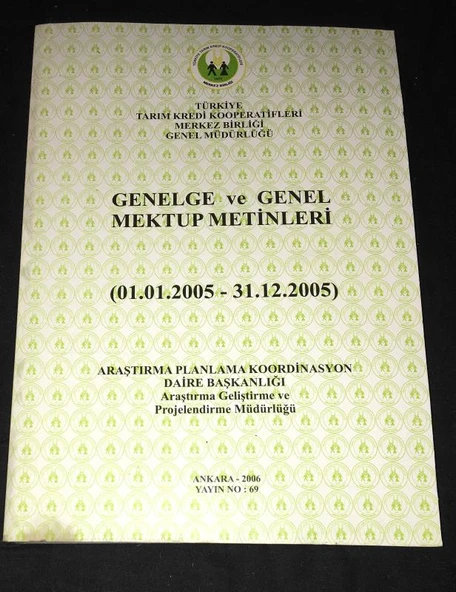 TÜRKİYE
TARIM KREDİ KOOPERATİFLERİ
MERKEZ BİRLİĞİ
GENEL MÜDÜRLÜĞÜ
GENELGE ve GENEL
MEKTUP METİNLERİ
(01.01.2005 - 31.12.2005)
ARAŞTIRMA PLANLAMA KOORDİNASYON
DAİRE BAŞKANLIĞI
Araştırma Geliştirme ve
Projelendirme Müdürlüğü
ANKARA - 2006
YAYIN NO : 69